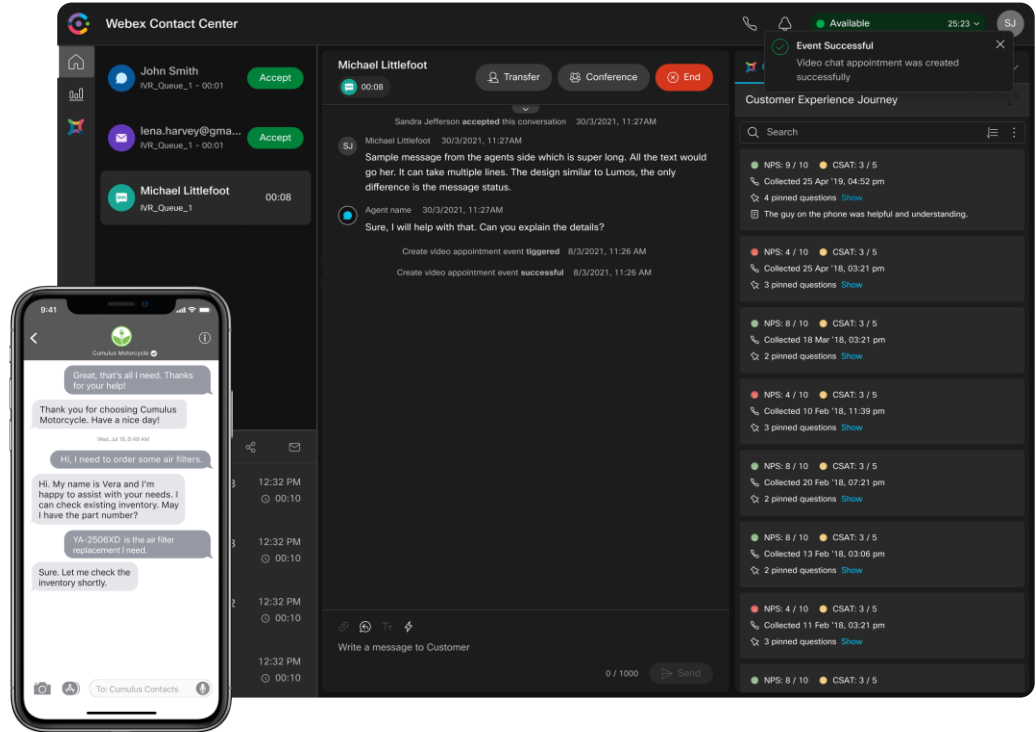 Webex Contact Center
Available
25:23
SJ
Event Successful
Video chat appointment was created
successfully
John Smith
IVR_Queue_1 - 00:01
Accept
lena.harvey@gma...
IVR_Queue_1 - 00:01
Accept
Michael Littlefoot
IVR_Queue_1
00:08
Michael Littlefoot
00:08
Transfer
Conference
End
Sandra Jefferson accepted this conversation 30/3/2021, 11:27AM
SJ
Michael Littlefoot 30/3/2021, 11:27AM
Sample message from the agents side which is super long. All the text would
go her. It can take multiple lines. The design similar to Lumos, the only
difference is the message status.
Agent name 30/3/2021, 11:27AM
Sure, I will help with that. Can you explain the details?
Create video appointment event tiggered 8/3/2021, 11:26 AM
Create video appointment event successful 8/3/2021, 11:26 AM
Write a message to Customer
0 / 1000
Send
Customer Experience Journey
Search
NPS: 9 / 10 CSAT: 3 / 5
Collected 25 Apr '19, 04:52 pm
4 pinned questions Show
The guy on the phone was helpful and understanding.
NPS: 4 / 10 CSAT: 3 / 5
Collected 25 Apr '18, 03:21 pm
3 pinned questions Show
NPS: 8 / 10 CSAT: 3 / 5
Collected 18 Mar '18, 03:21 pm
2 pinned questions Show
NPS: 4 / 10 CSAT: 3 / 5
Collected 10 Feb '18, 11:39 pm
3 pinned questions Show
NPS: 8 / 10 CSAT: 3 / 5
Collected 20 Feb '18, 07:21 pm
2 pinned questions Show
NPS: 8 / 10 CSAT: 3 / 5
Collected 13 Feb '18, 03:06 pm
2 pinned questions Show
NPS: 4 / 10 CSAT: 3 / 5
Collected 11 Feb '18, 03:21 pm
3 pinned questions Show
NPS: 8 / 10 CSAT: 3 / 5
12:32 PM
00:10
12:32 PM
00:10
12:32 PM
00:10
12:32 PM
00:10
9:41
Cumulus Motorcycle
Great, that's all I need. Thanks
for your help!
Thank you for choosing Cumulus
Motorcycle. Have a nice day!
Wed, Jul 18, 8:49 AM
Hi, I need to order some air filters.
Hi. My name is Vera and I'm
happy to assist with your needs. I
can check existing inventory. May
I have the part number?
YA-2506XD is the air filter
replacement I need.
Sure. Let me check the
inventory shortly.
To: Cumulus Contacts